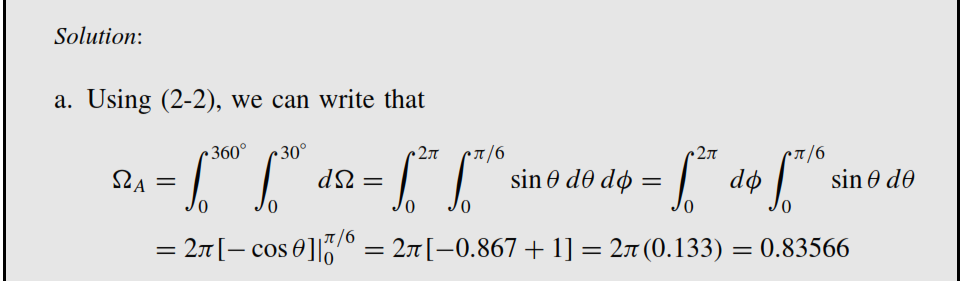 Solution:
a. Using (2-2), we can write that
Ω_A = ∫_0^{360°} ∫_0^{30°} dΩ = ∫_0^{2π} ∫_0^{π/6} sin θ dθ dϕ = ∫_0^{2π} dϕ ∫_0^{π/6} sin θ dθ
= 2π[− cos θ]|_0^{π/6} = 2π[−0.867 + 1] = 2π(0.133) = 0.83566